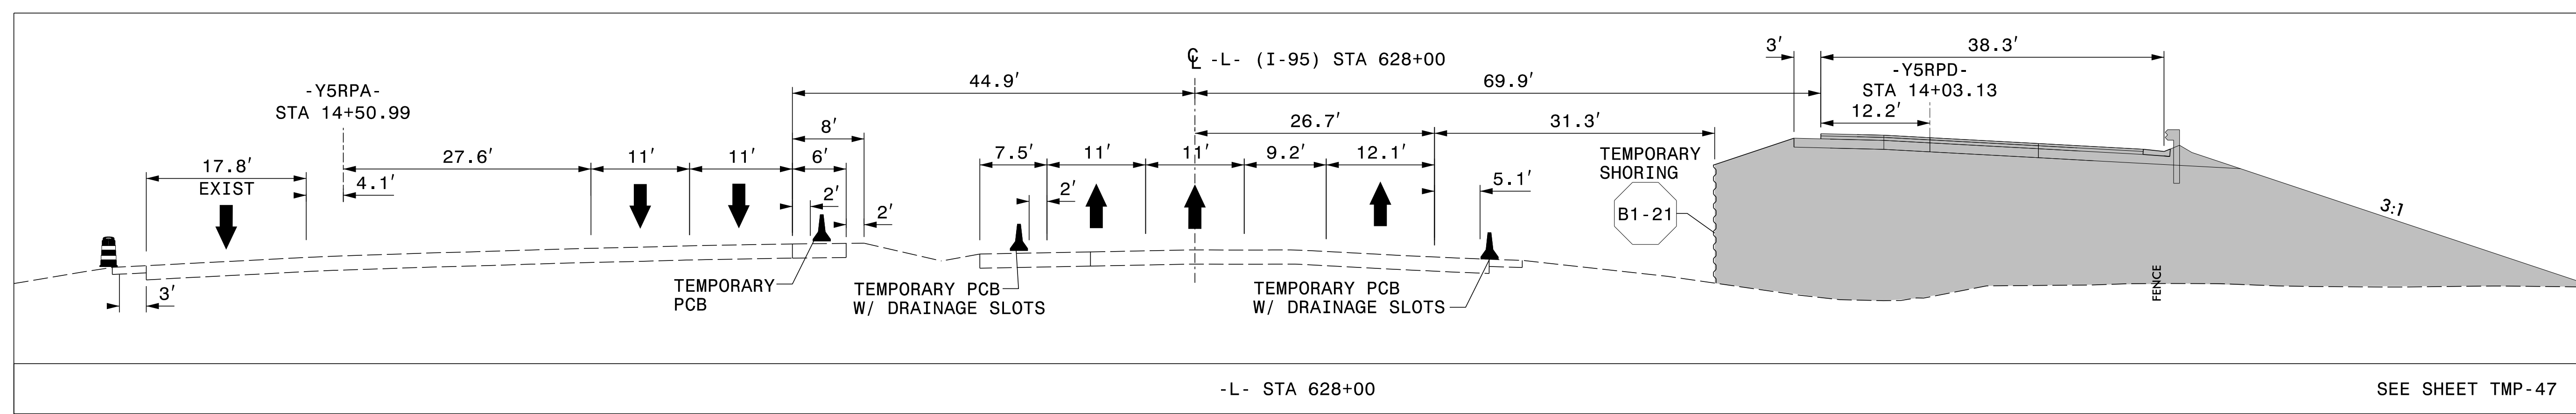 3′
38.3′
℄ -L- (I-95) STA 628+00
-Y5RPD-
STA 14+03.13
44.9′
69.9′
-Y5RPA-
STA 14+50.99
12.2′
8′
26.7′
31.3′
17.8′
EXIST
27.6′
11′
11′
6′
7.5′
11′
11′
9.2′
12.1′
TEMPORARY
SHORING
4.1′
2′
2′
2′
5.1′
B1-21
3:1
3′
TEMPORARY
PCB
TEMPORARY PCB
W/ DRAINAGE SLOTS
TEMPORARY PCB
W/ DRAINAGE SLOTS
FENCE
-L- STA 628+00
SEE SHEET TMP-47